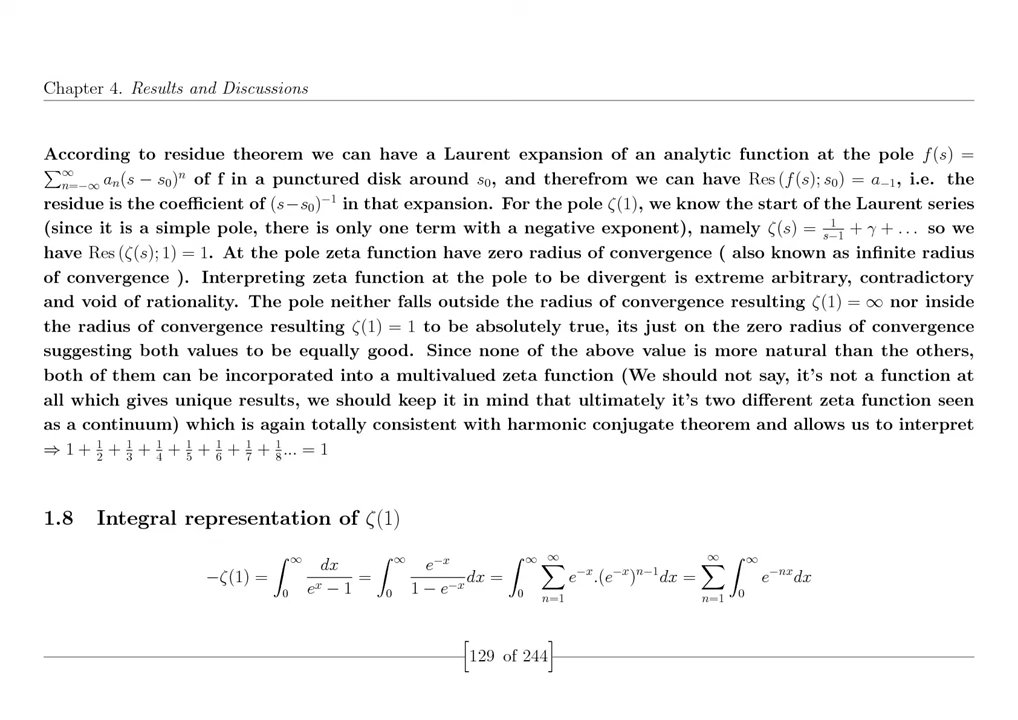 Chapter 4. Results and Discussions
According to residue theorem we can have a Laurent expansion of an analytic function at the pole f(s) =
∑_{n=−∞}^{∞} a_n(s − s_0)^n of f in a punctured disk around s_0, and therefrom we can have Res (f(s); s_0) = a_{−1}, i.e. the
residue is the coefficient of (s−s_0)^{−1} in that expansion. For the pole ζ(1), we know the start of the Laurent series
(since it is a simple pole, there is only one term with a negative exponent), namely ζ(s) = \frac{1}{s−1} + γ + . . . so we
have Res (ζ(s); 1) = 1. At the pole zeta function have zero radius of convergence ( also known as infinite radius
of convergence ). Interpreting zeta function at the pole to be divergent is extreme arbitrary, contradictory
and void of rationality. The pole neither falls outside the radius of convergence resulting ζ(1) = ∞ nor inside
the radius of convergence resulting ζ(1) = 1 to be absolutely true, its just on the zero radius of convergence
suggesting both values to be equally good. Since none of the above value is more natural than the others,
both of them can be incorporated into a multivalued zeta function (We should not say, it's not a function at
all which gives unique results, we should keep it in mind that ultimately it's two different zeta function seen
as a continuum) which is again totally consistent with harmonic conjugate theorem and allows us to interpret
⇒ 1 + \frac{1}{2} + \frac{1}{3} + \frac{1}{4} + \frac{1}{5} + \frac{1}{6} + \frac{1}{7} + \frac{1}{8}... = 1
1.8 Integral representation of ζ(1)
−ζ(1) = ∫_0^∞ \frac{dx}{e^x − 1} = ∫_0^∞ \frac{e^{−x}}{1 − e^{−x}} dx = ∫_0^∞ ∑_{n=1}^∞ e^{−x}.(e^{−x})^{n−1} dx = ∑_{n=1}^∞ ∫_0^∞ e^{−nx} dx
[129 of 244]